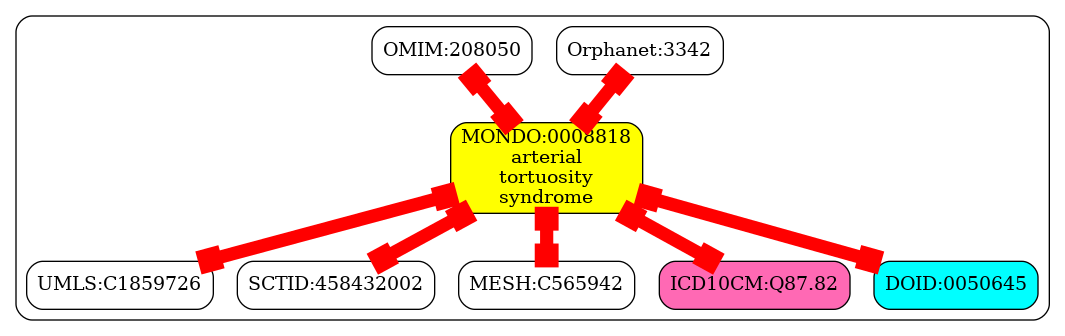 OMIM:208050
Orphanet:3342
MONDO:0008818
arterial
tortuosity
syndrome
UMLS:C1859726
SCTID:458432002
MESH:C565942
ICD10CM:Q87.82
DOID:0050645